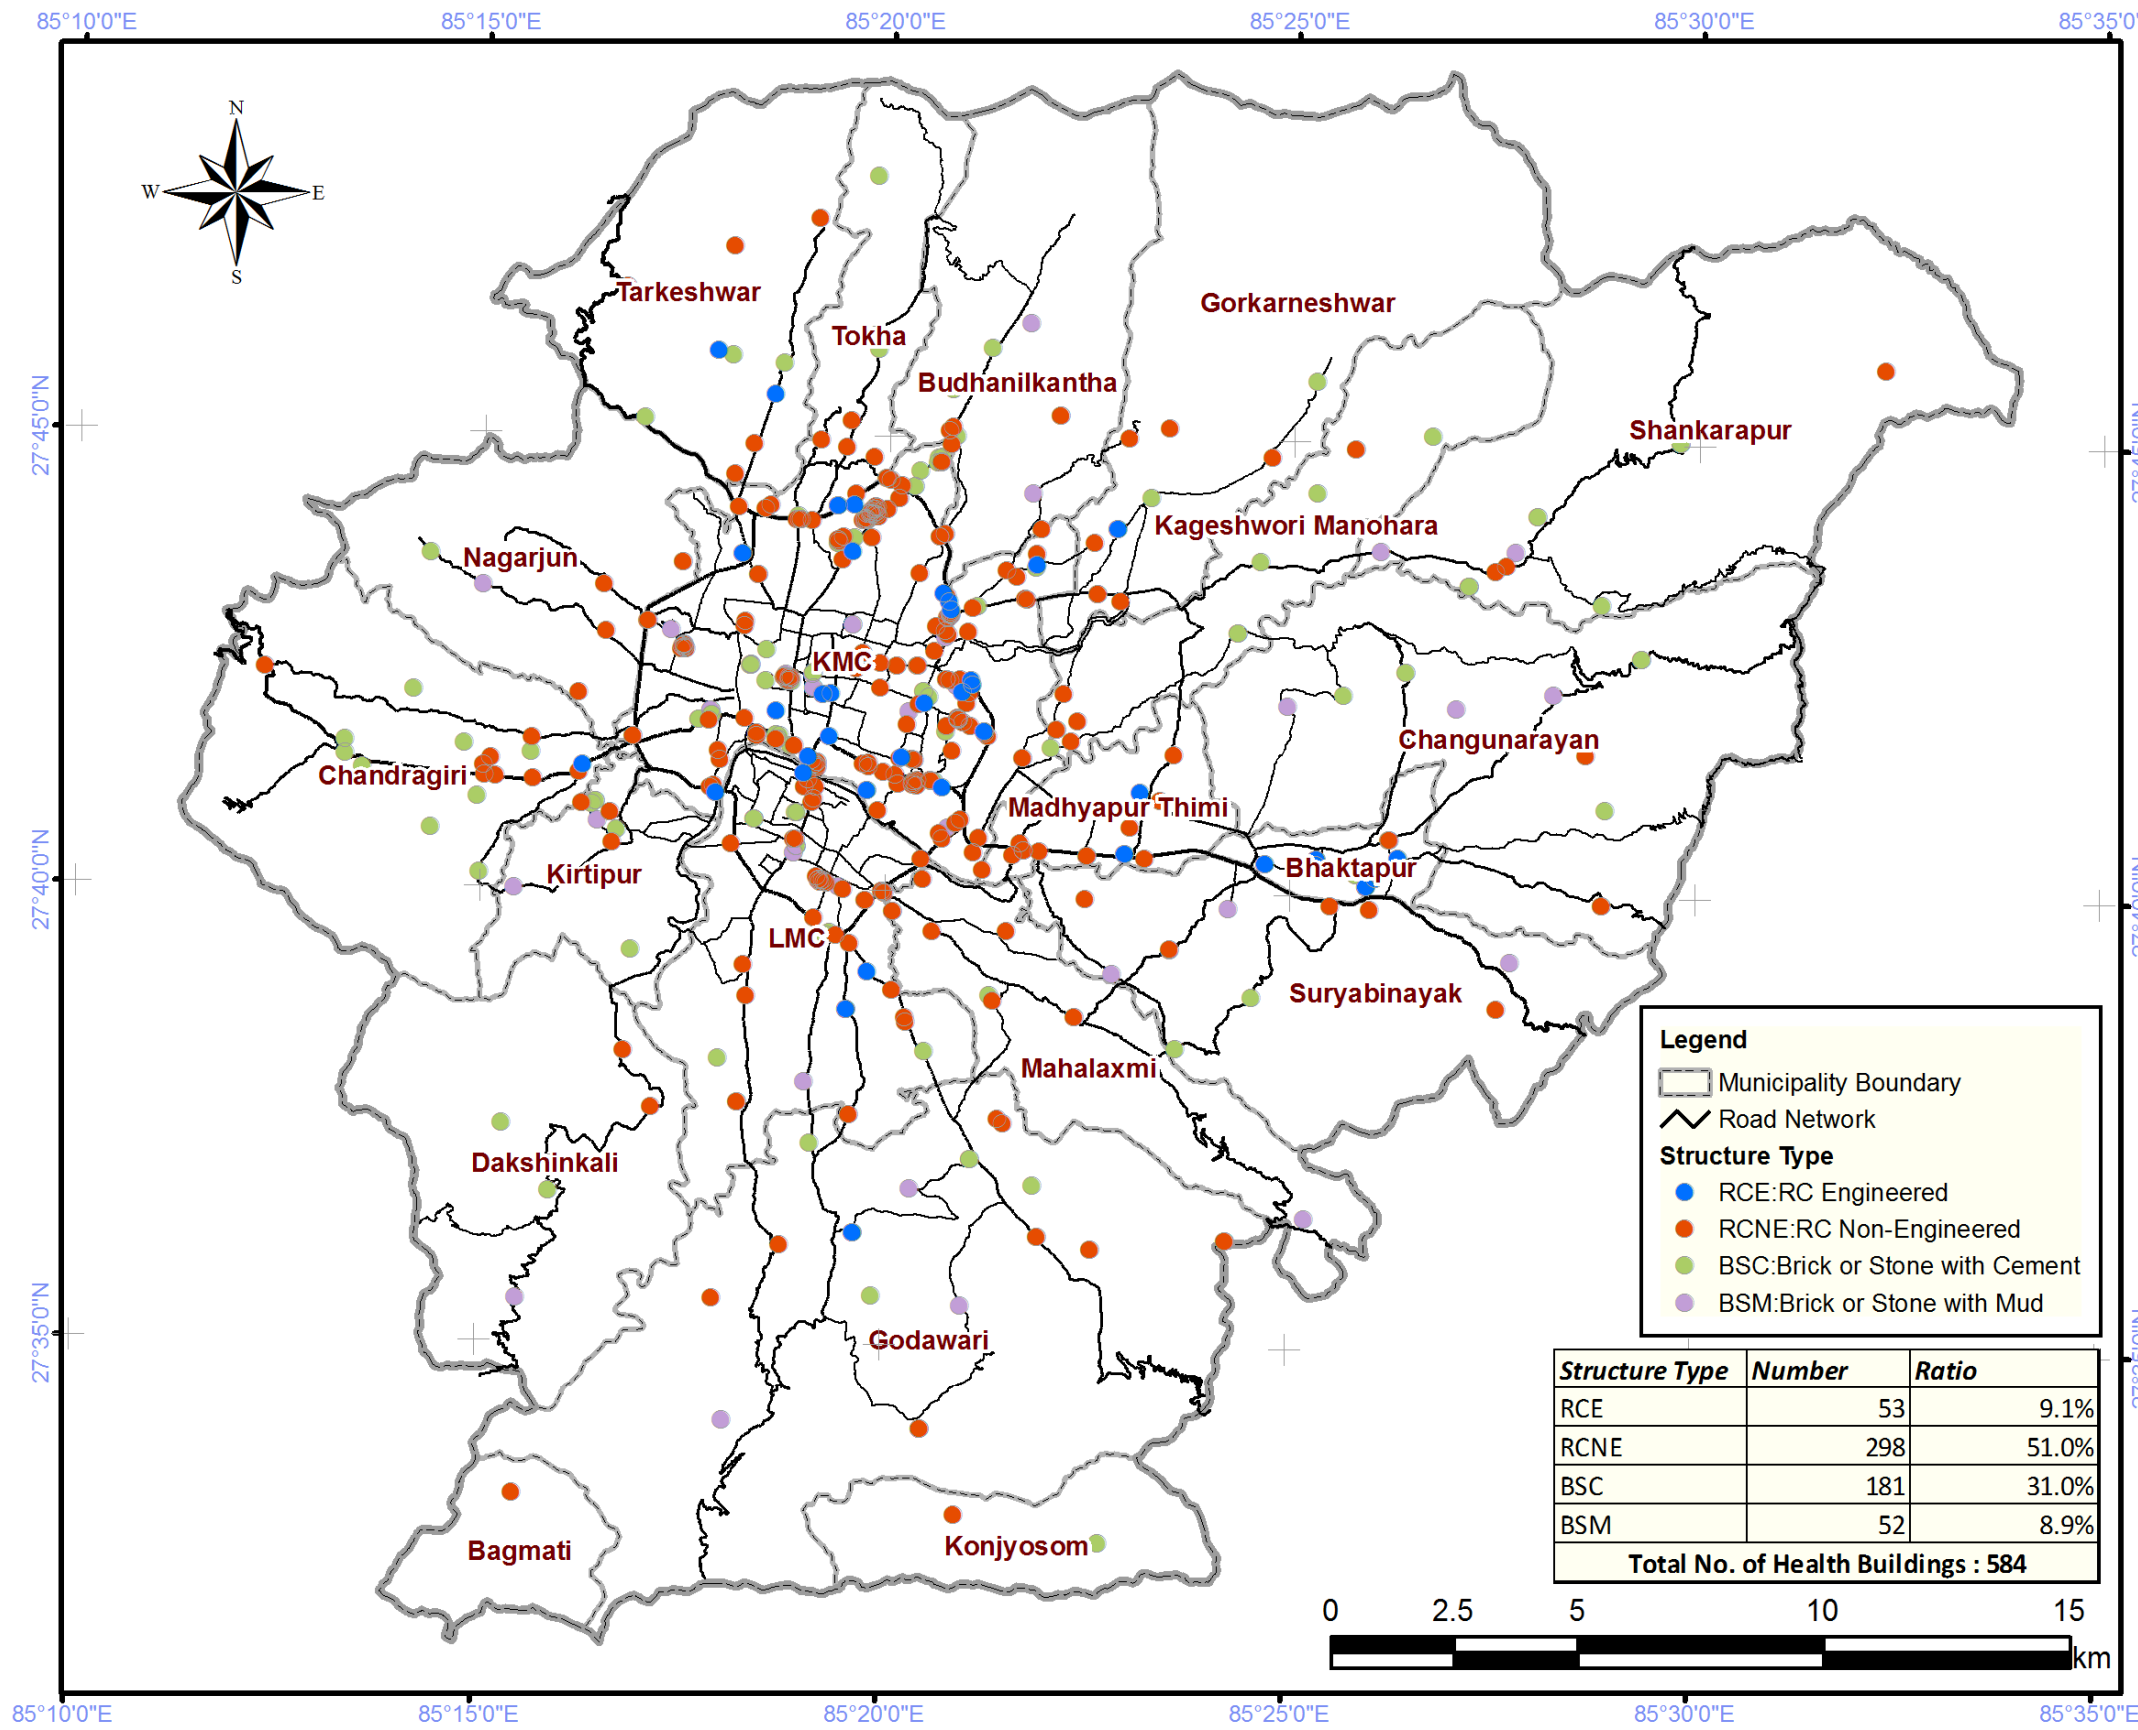 85°10'0"E 85°15'0"E 85°20'0"E 85°25'0"E 85°30'0"E 85°35'0"
N
W E
S
Tarkeshwar
Gorkarneshwar
Tokha
Budhanilkantha
27°45'0"N
Shankarapur
Kageshwori Manohara
Nagarjun
KMC
Changunarayan
Chandragiri
Madhyapur Thimi
Kirtipur
Bhaktapur
27°40'0"N
LMC
Suryabinayak
Mahalaxmi
Dakshinkali
Godawari
27°35'0"N
Bagmati
Konjyosom
Legend
Municipality Boundary
Road Network
Structure Type
RCE:RC Engineered
RCNE:RC Non-Engineered
BSC:Brick or Stone with Cement
BSM:Brick or Stone with Mud
Structure Type Number Ratio
RCE 53 9.1%
RCNE 298 51.0%
BSC 181 31.0%
BSM 52 8.9%
Total No. of Health Buildings : 584
0 2.5 5 10 15
km
85°10'0"E 85°15'0"E 85°20'0"E 85°25'0"E 85°30'0"E 85°35'0"